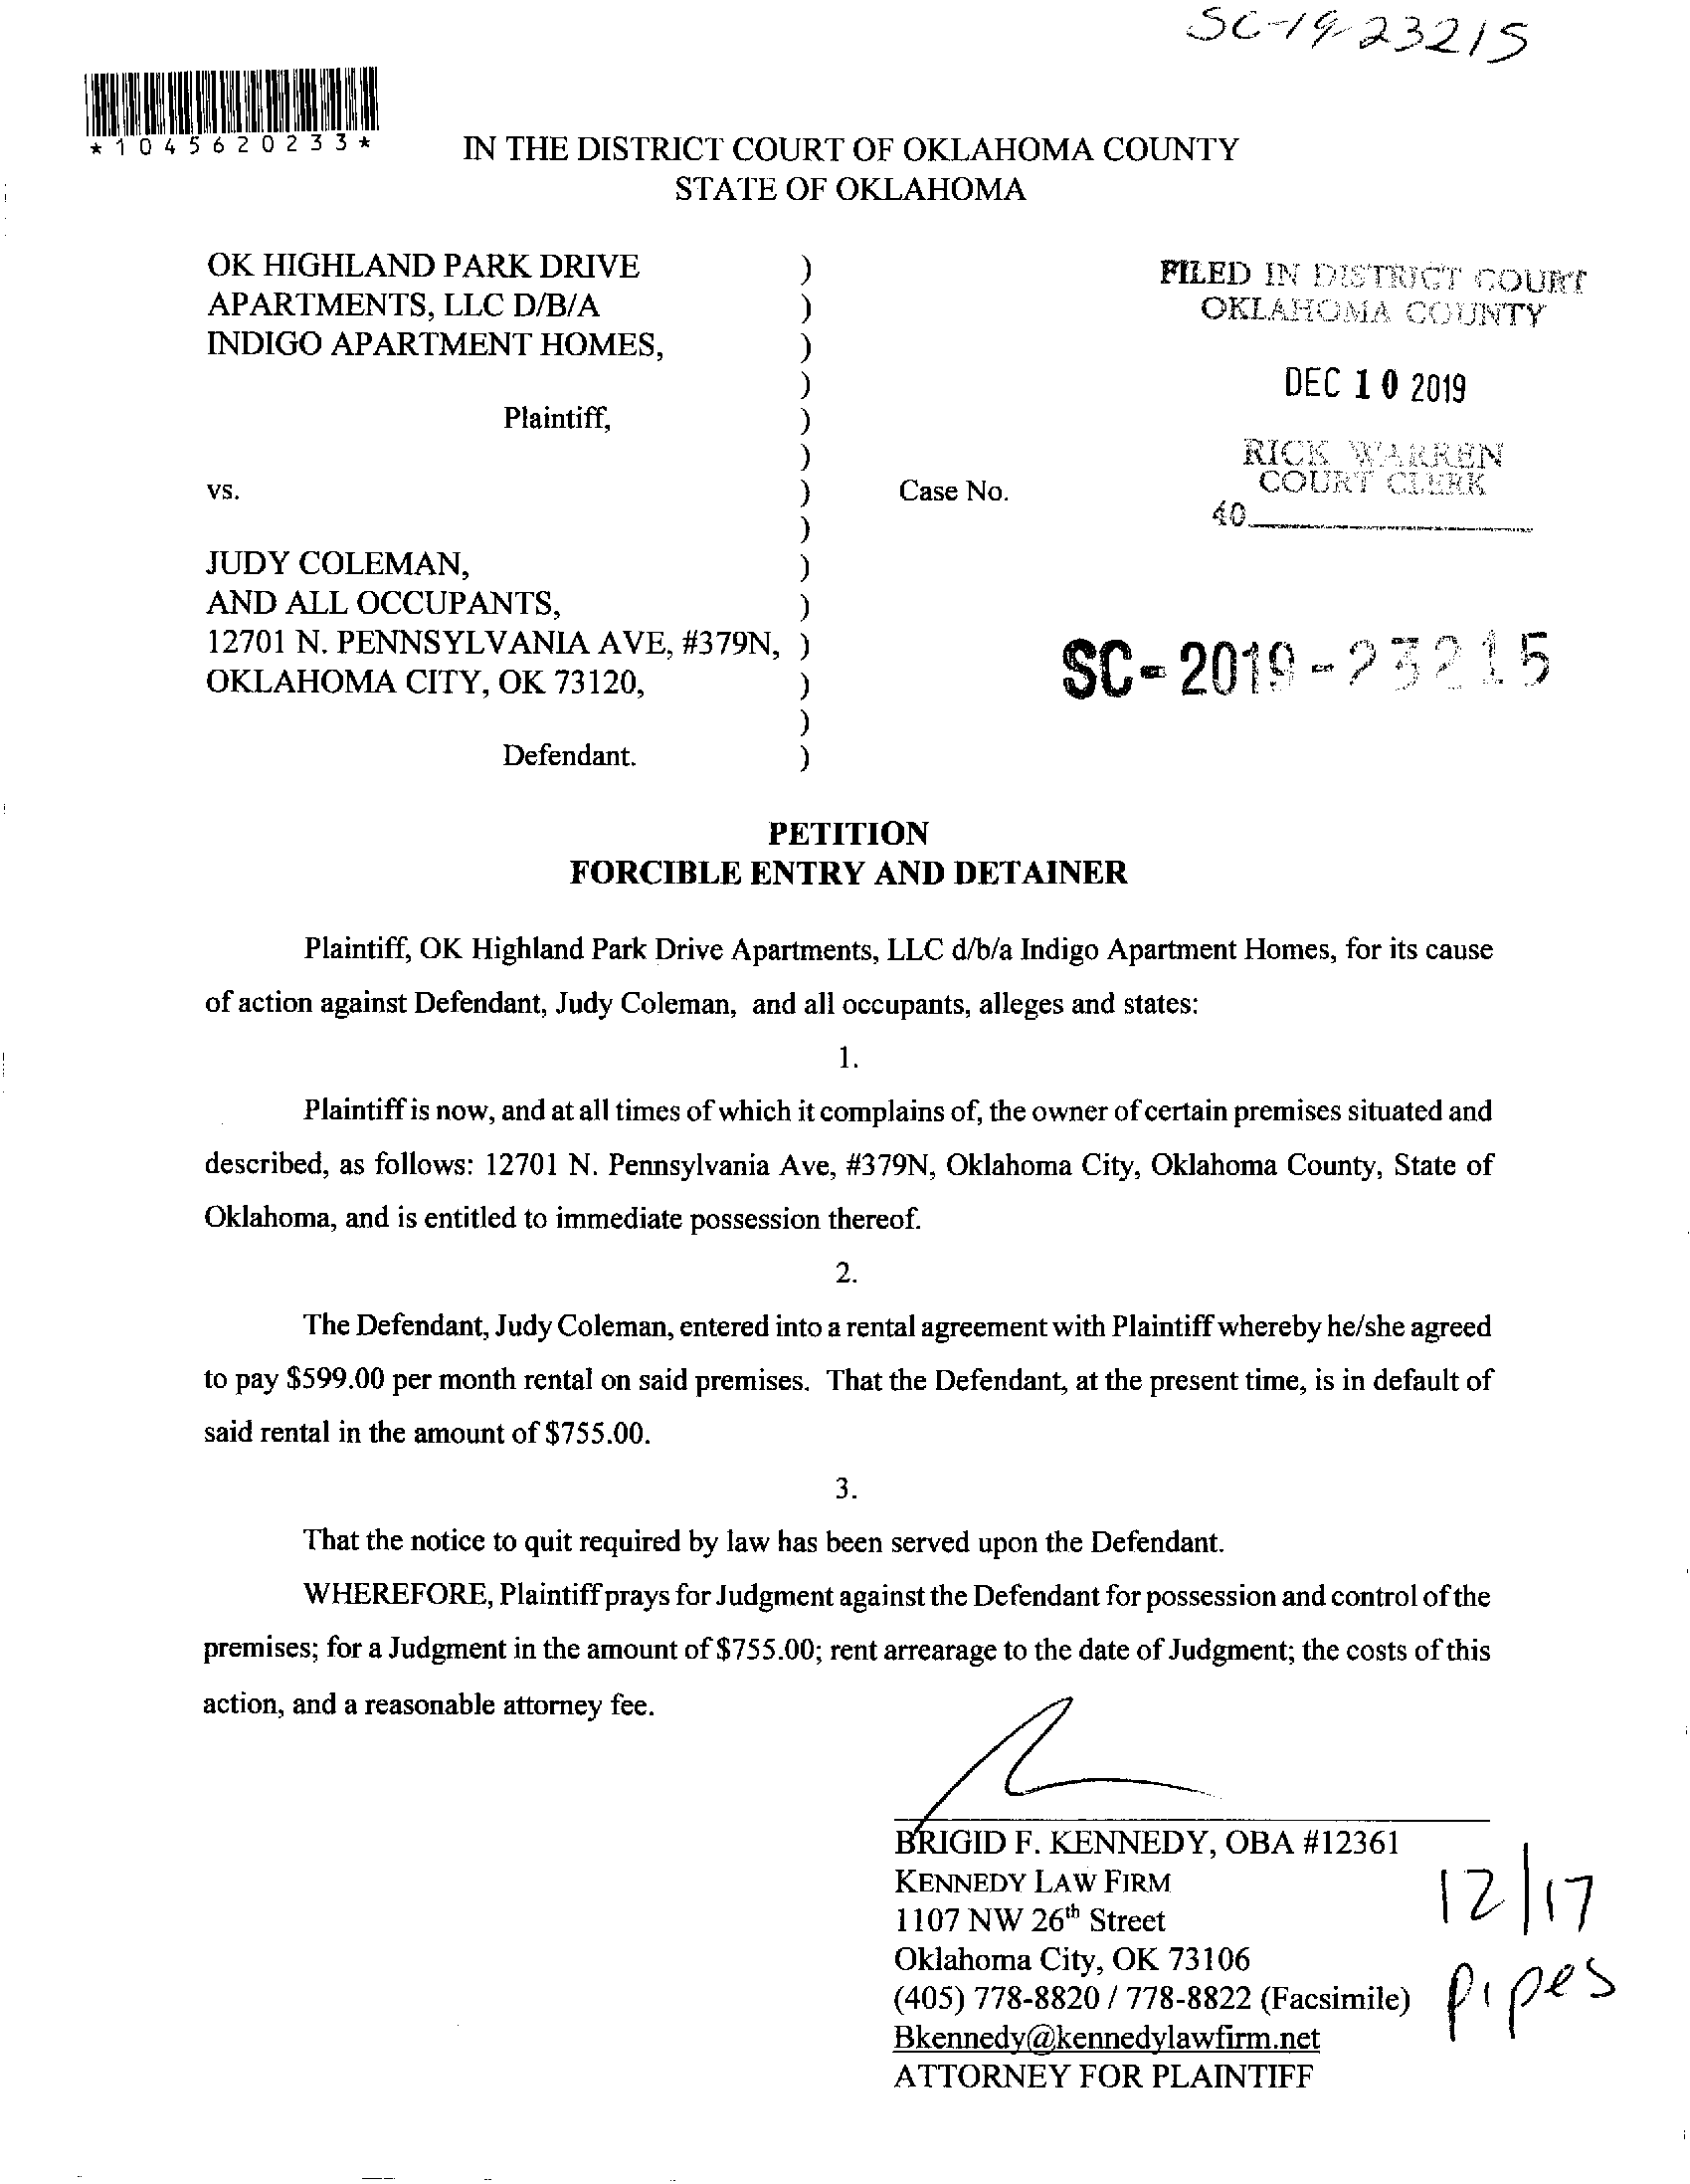 SC-19-23215
*1045620233*
IN THE DISTRICT COURT OF OKLAHOMA COUNTY
STATE OF OKLAHOMA
OK HIGHLAND PARK DRIVE )
APARTMENTS, LLC D/B/A )
INDIGO APARTMENT HOMES, )
)
Plaintiff, )
)
vs. ) Case No.
)
JUDY COLEMAN, )
AND ALL OCCUPANTS, )
12701 N. PENNSYLVANIA AVE, #379N, )
OKLAHOMA CITY, OK 73120, )
)
Defendant. )
FILED IN DISTRICT COURT
OKLAHOMA COUNTY
DEC 10 2019
RICK WARREN
COURT CLERK
40
SC-2019-23215
PETITION
FORCIBLE ENTRY AND DETAINER
Plaintiff, OK Highland Park Drive Apartments, LLC d/b/a Indigo Apartment Homes, for its cause
of action against Defendant, Judy Coleman, and all occupants, alleges and states:
1.
Plaintiff is now, and at all times of which it complains of, the owner of certain premises situated and
described, as follows: 12701 N. Pennsylvania Ave, #379N, Oklahoma City, Oklahoma County, State of
Oklahoma, and is entitled to immediate possession thereof.
2.
The Defendant, Judy Coleman, entered into a rental agreement with Plaintiff whereby he/she agreed
to pay $599.00 per month rental on said premises. That the Defendant, at the present time, is in default of
said rental in the amount of $755.00.
3.
That the notice to quit required by law has been served upon the Defendant.
WHEREFORE, Plaintiff prays for Judgment against the Defendant for possession and control of the
premises; for a Judgment in the amount of $755.00; rent arrearage to the date of Judgment; the costs of this
action, and a reasonable attorney fee.
BRIGID F. KENNEDY, OBA #12361
KENNEDY LAW FIRM
1107 NW 26th Street
Oklahoma City, OK 73106
(405) 778-8820 / 778-8822 (Facsimile)
Bkennedy@kennedylawfirm.net
ATTORNEY FOR PLAINTIFF
12/17
pipes